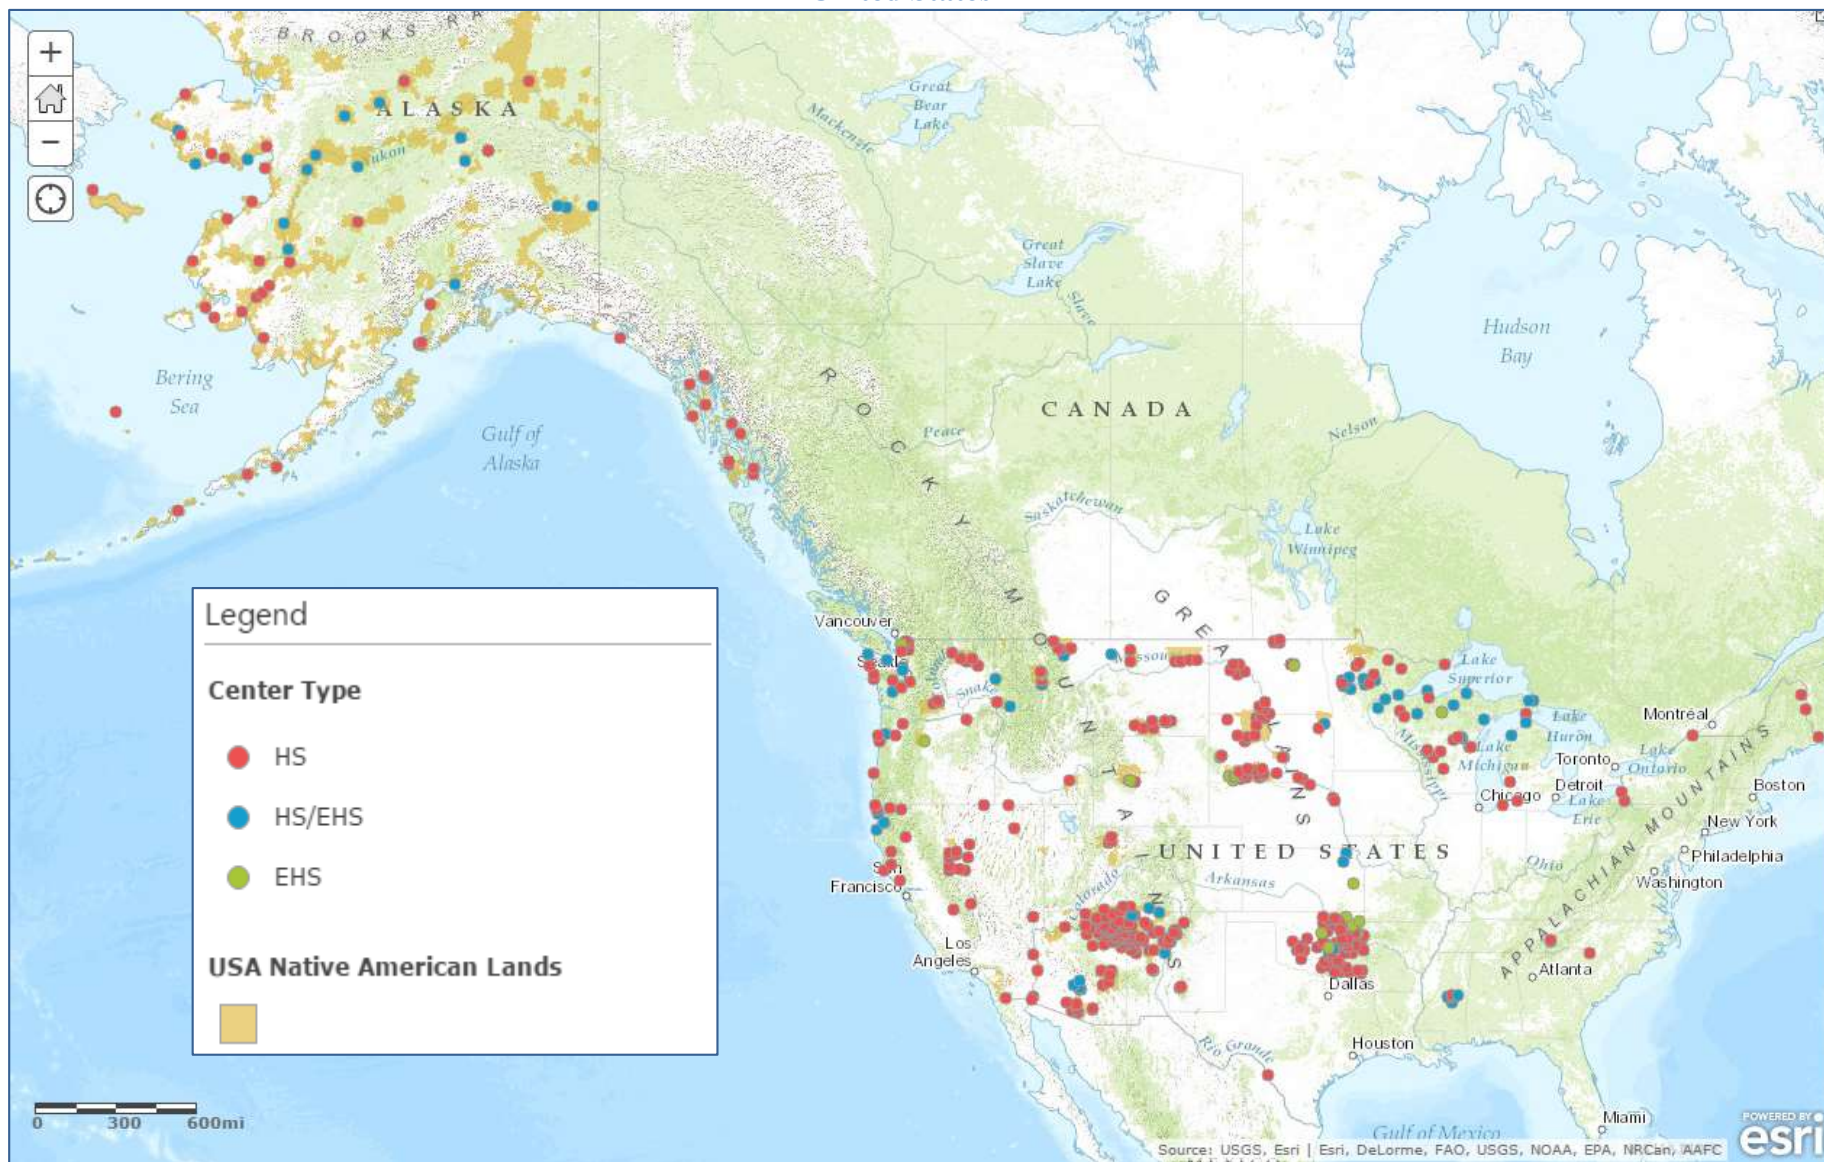 United States
BROOKS RA
ALASKA
Yukon
Great
Bear
Lake
Mackenzie
Great
Slave
Lake
Slave
Hudson
Bay
Bering
Sea
Gulf of
Alaska
CANADA
Peace
Nelson
Saskatchewan
Lake
Winnipeg
ROCKY MOUNTAINS
GREAT PLAINS
Vancouver
Seattle
Columbia
Snake
Missouri
Lake
Superior
Mississippi
Lake
Michigan
Lake
Huron
Montréal
Toronto
Lake
Ontario
Detroit
Chicago
Lake
Erie
Boston
New York
Philadelphia
Washington
APPALACHIAN MOUNTAINS
Ohio
UNITED STATES
Arkansas
Colorado
San
Francisco
Los
Angeles
Dallas
Atlanta
Houston
Rio Grande
Miami
Gulf of Mexico
Legend
Center Type
HS
HS/EHS
EHS
USA Native American Lands
0 300 600mi
POWERED BY
esri
Source: USGS, Esri | Esri, DeLorme, FAO, USGS, NOAA, EPA, NRCan, AAFC